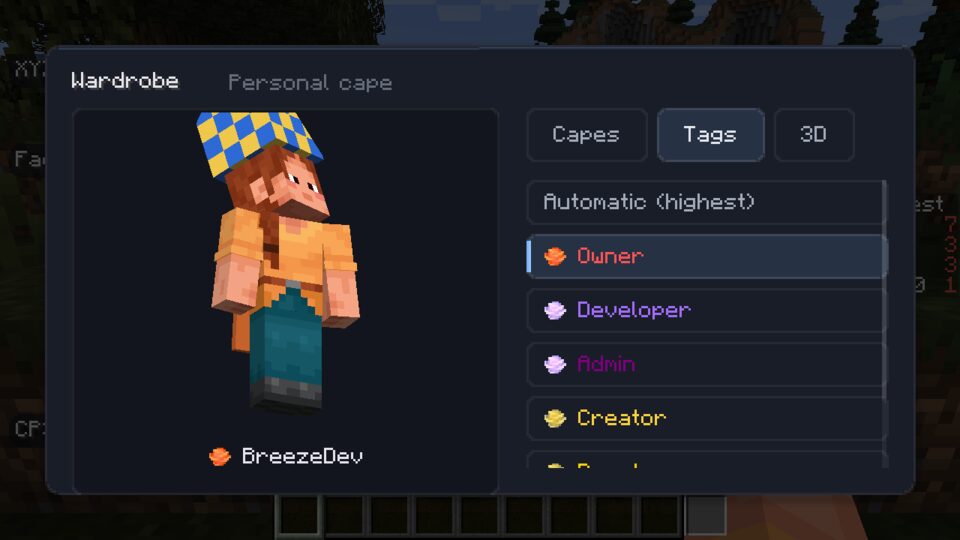 Wardrobe Personal cape
Capes Tags 3D
Automatic (highest)
Owner
Developer
Admin
Creator
BreezeDev